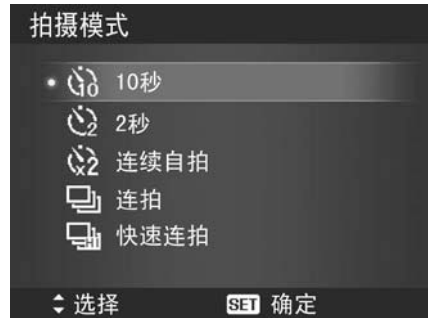 拍摄模式
10秒
2秒
连续自拍
连拍
快速连拍
选择 SET 确定